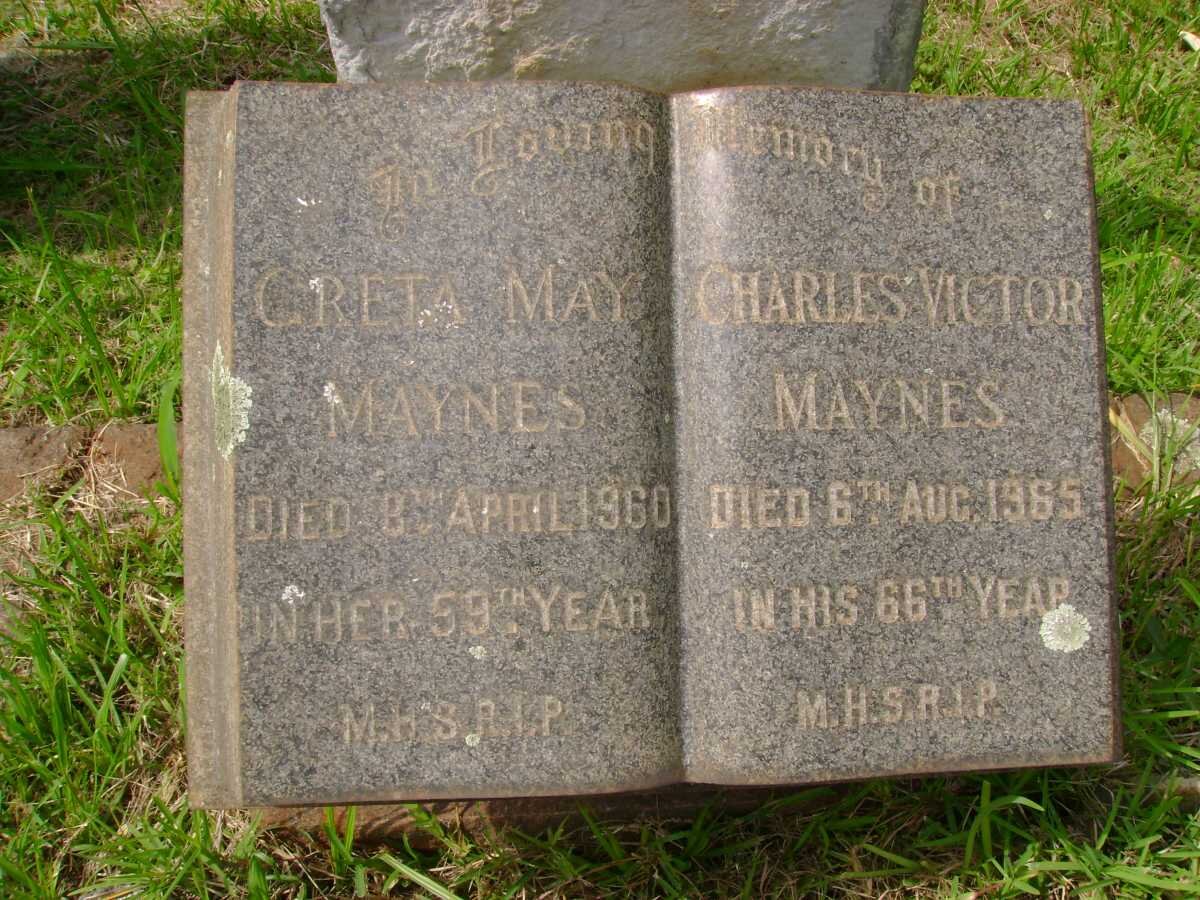 In Loving Memory of
GRETA MAY
MAYNES
DIED 8TH APRIL 1960
IN HER 59TH YEAR
M.H.S.R.I.P.
CHARLES VICTOR
MAYNES
DIED 6TH AUG. 1965
IN HIS 66TH YEAR
M.H.S.R.I.P.